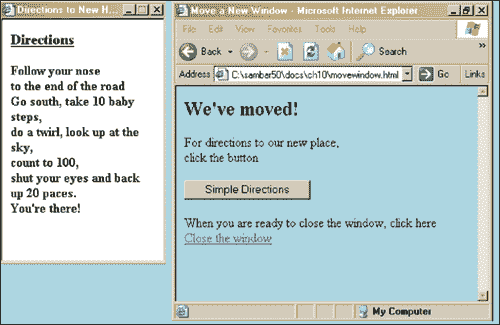 Directions to New H...
Directions
Follow your nose
to the end of the road
Go south, take 10 baby
steps,
do a twirl, look up at the
sky,
count to 100,
shut your eyes and back
up 20 paces.
You're there!
Move a New Window - Microsoft Internet Explorer
File Edit View Favorites Tools Help
Back Search
Address C:\sambar50\docs\ch10\movewindow.html Go Links
We've moved!
For directions to our new place,
click the button
Simple Directions
When you are ready to close the window, click here
Close the window
My Computer